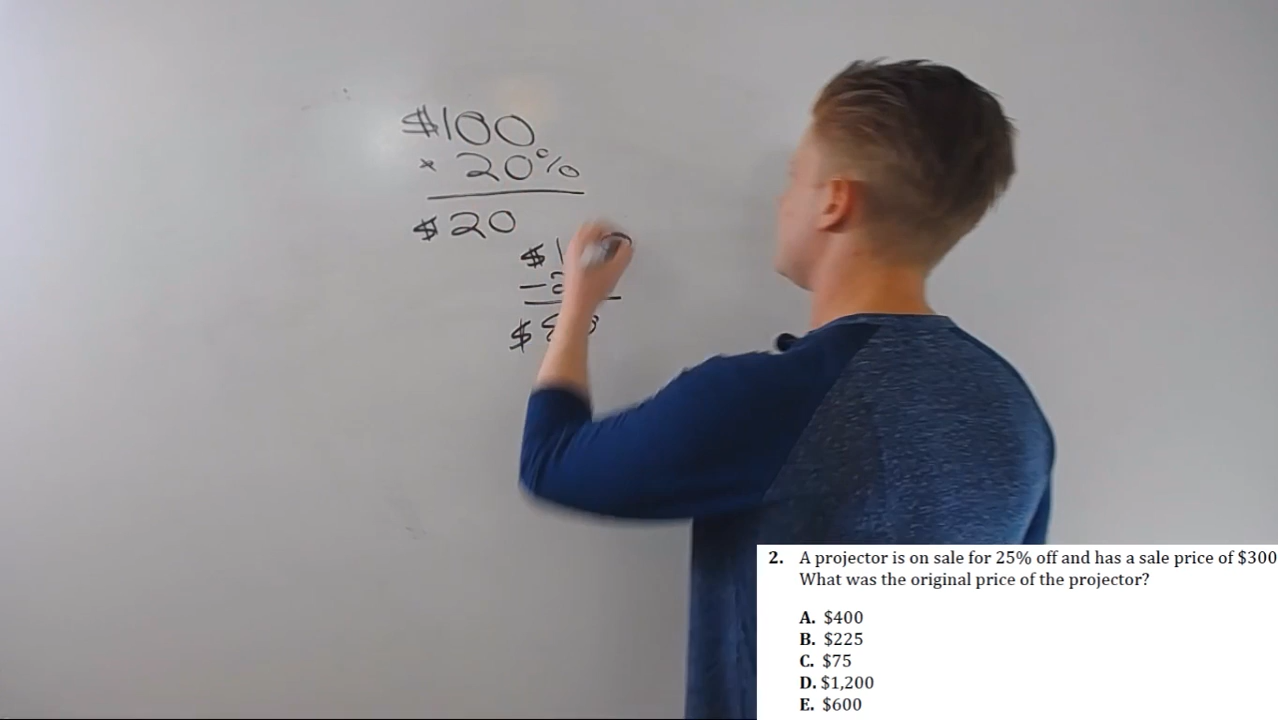 $100
× 20%
$20
$1
−
$
2. A projector is on sale for 25% off and has a sale price of $300
What was the original price of the projector?
A. $400
B. $225
C. $75
D. $1,200
E. $600